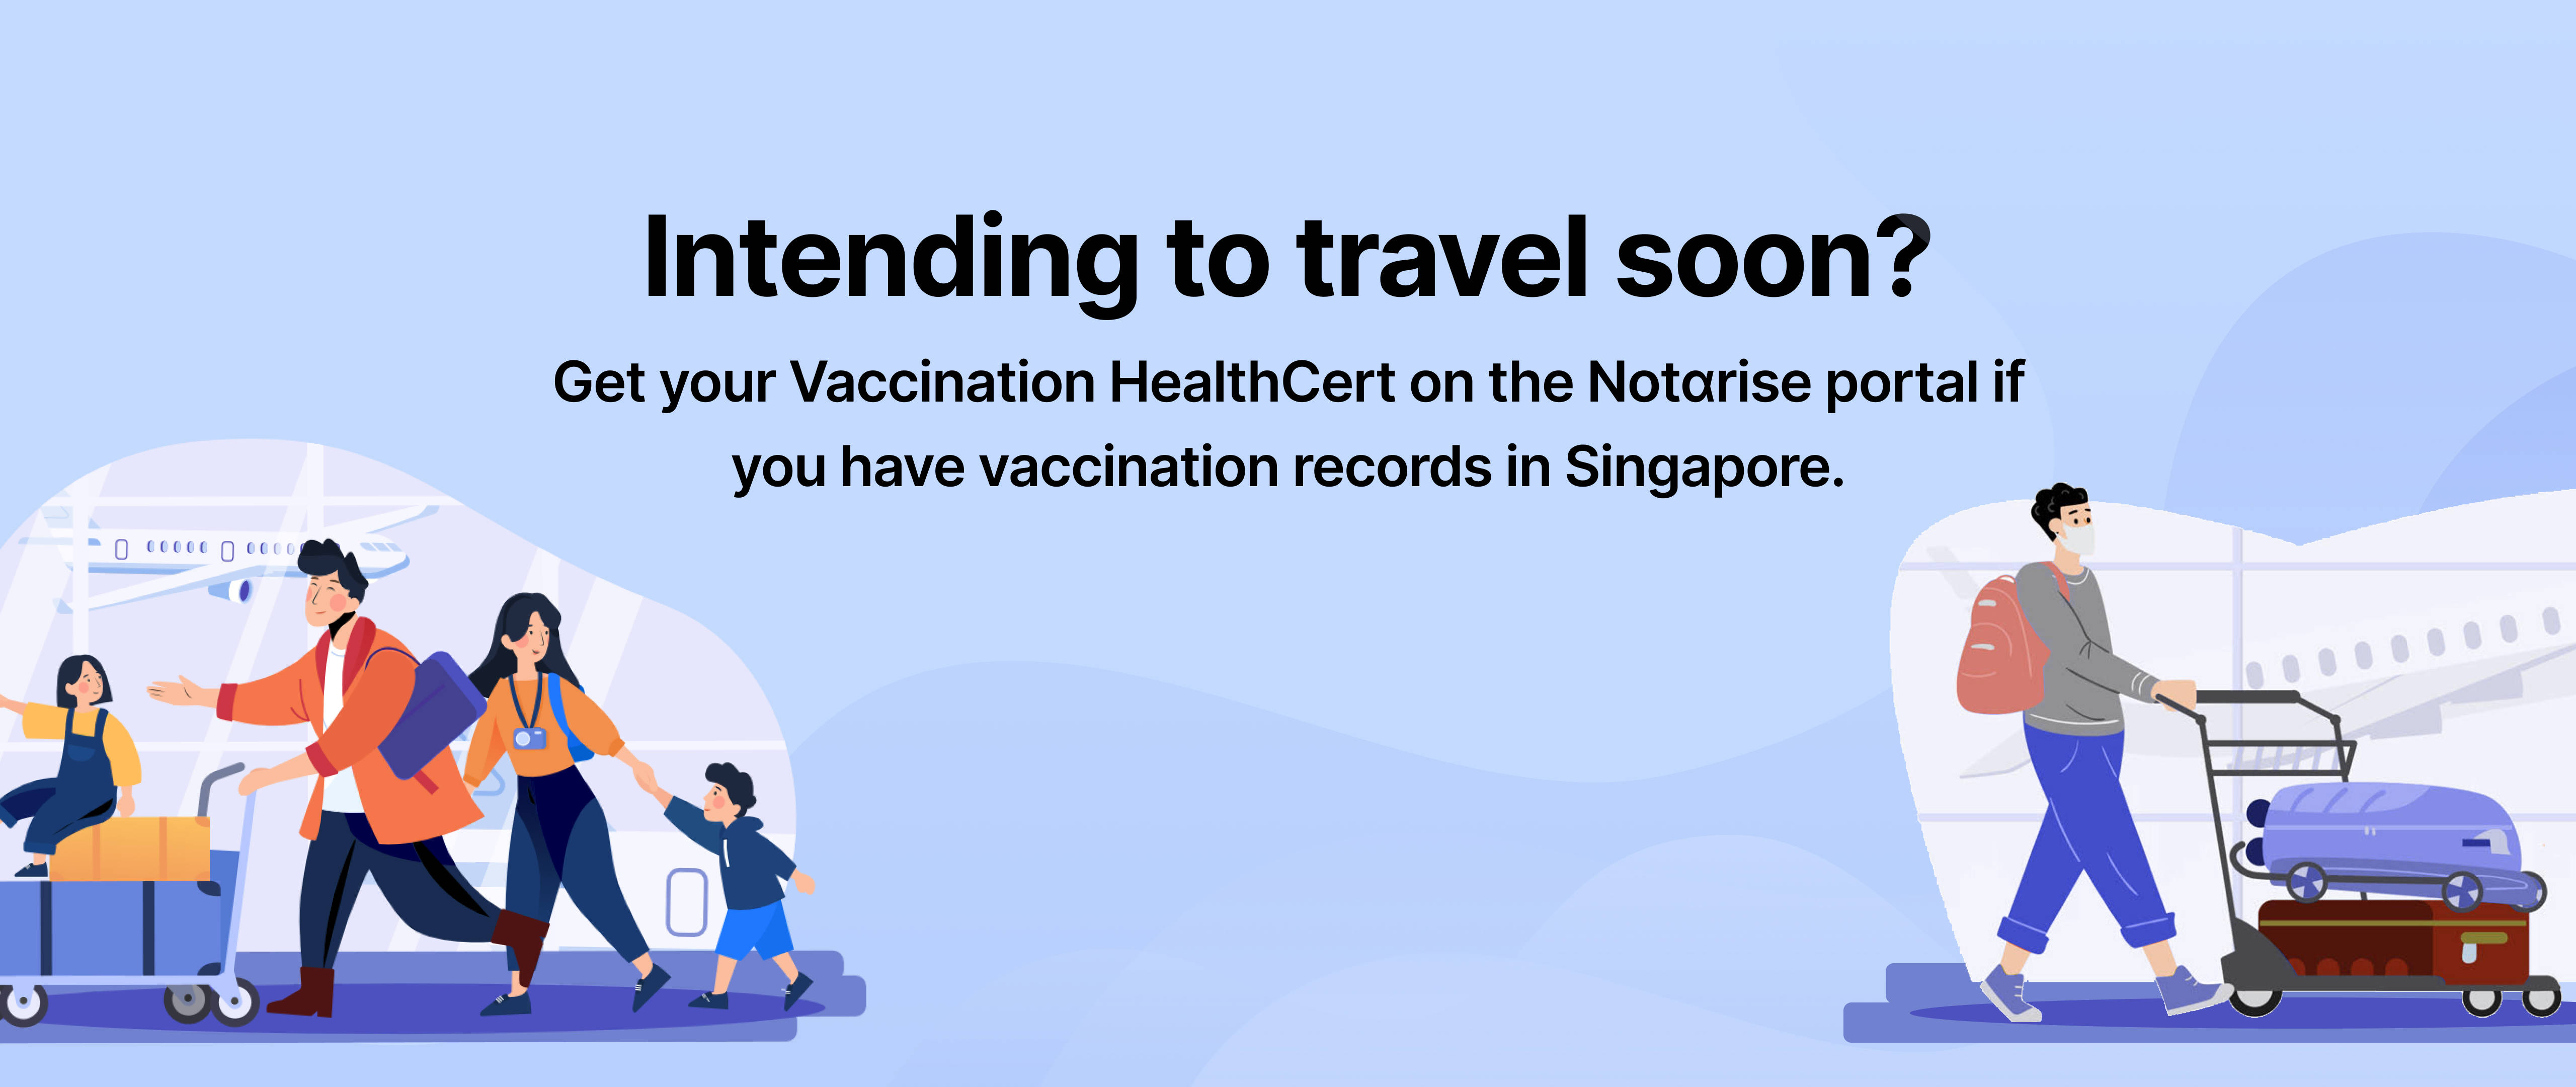 Intending to travel soon?
Get your Vaccination HealthCert on the Notαrise portal if
you have vaccination records in Singapore.